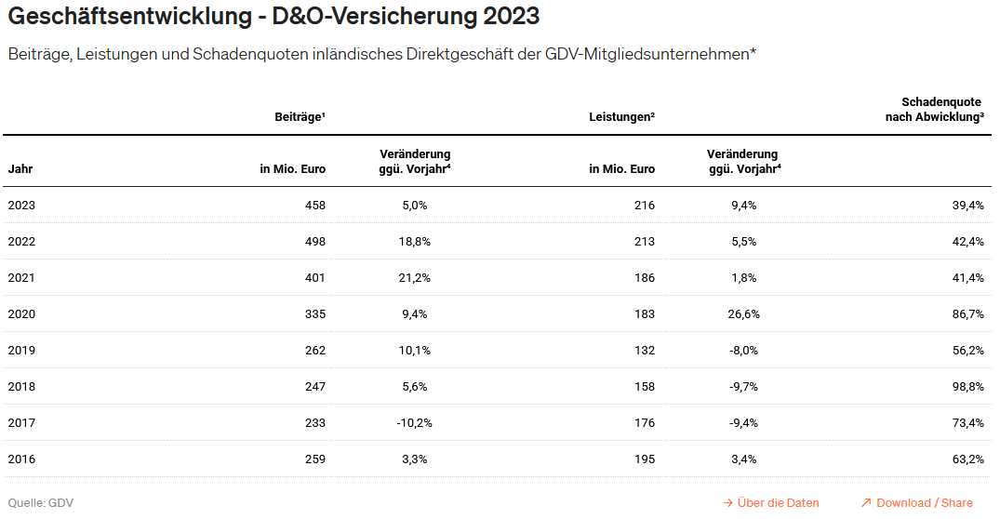 Geschäftsentwicklung - D&O-Versicherung 2023
Beiträge, Leistungen und Schadenquoten inländisches Direktgeschäft der GDV-Mitgliedsunternehmen*
Beiträge¹ Leistungen² Schadenquote nach Abwicklung³
Jahr in Mio. Euro Veränderung ggü. Vorjahr⁴ in Mio. Euro Veränderung ggü. Vorjahr⁴
2023 458 5,0% 216 9,4% 39,4%
2022 498 18,8% 213 5,5% 42,4%
2021 401 21,2% 186 1,8% 41,4%
2020 335 9,4% 183 26,6% 86,7%
2019 262 10,1% 132 -8,0% 56,2%
2018 247 5,6% 158 -9,7% 98,8%
2017 233 -10,2% 176 -9,4% 73,4%
2016 259 3,3% 195 3,4% 63,2%
Quelle: GDV → Über die Daten ↗ Download / Share